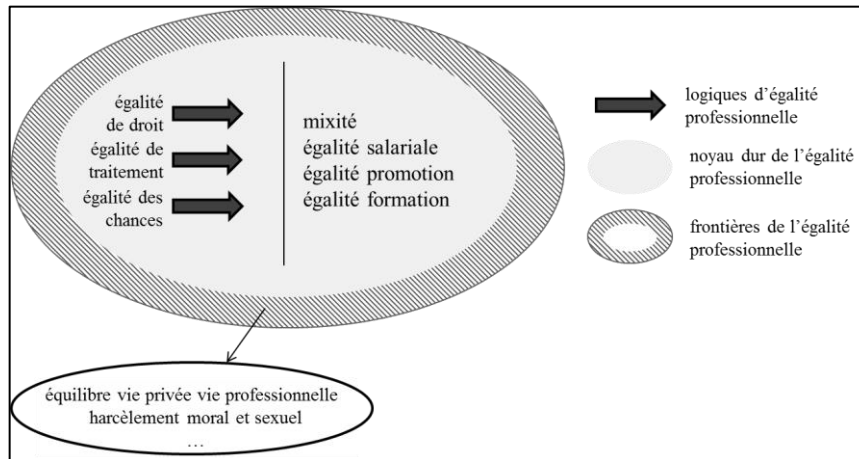 égalité
de droit
égalité de
traitement
égalité des
chances
mixité
égalité salariale
égalité promotion
égalité formation
logiques d'égalité
professionnelle
noyau dur de l'égalité
professionnelle
frontières de l'égalité
professionnelle
équilibre vie privée vie professionnelle
harcèlement moral et sexuel
…